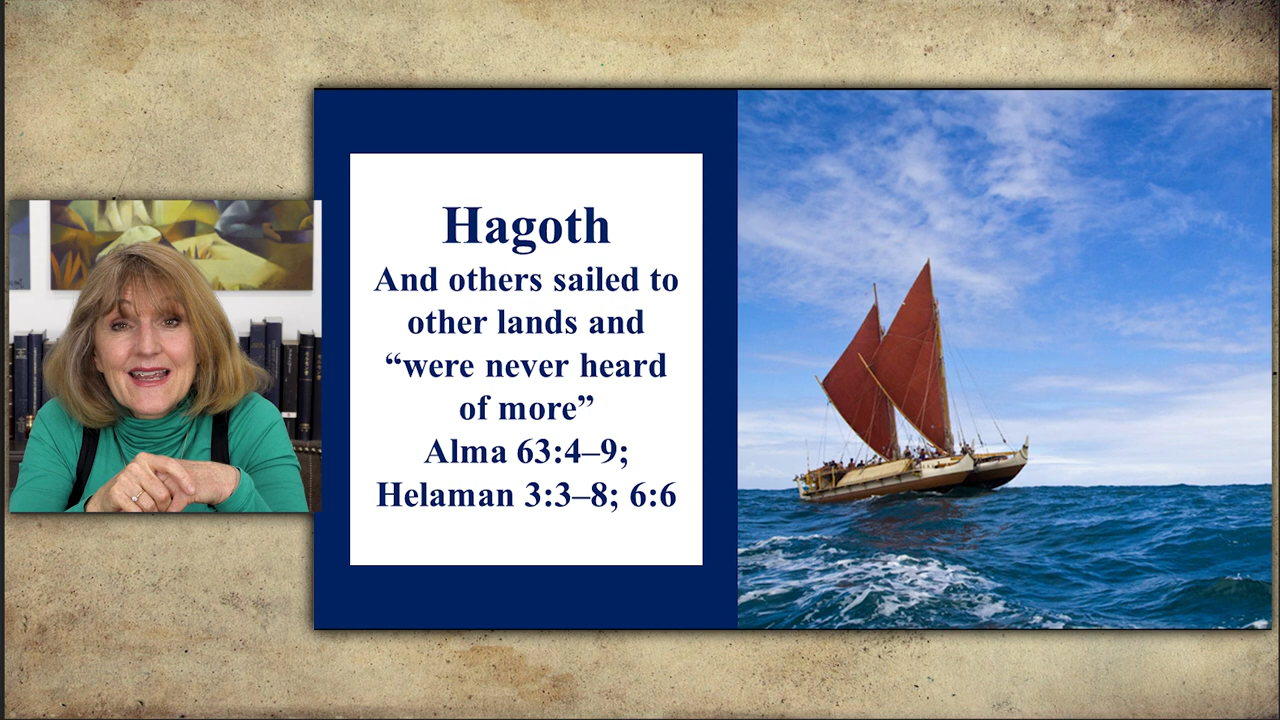 Hagoth
And others sailed to
other lands and
“were never heard
of more”
Alma 63:4–9;
Helaman 3:3–8; 6:6